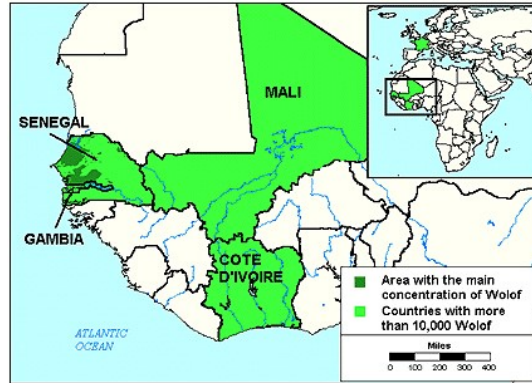 MALI
SENEGAL
GAMBIA
COTE
D'IVOIRE
ATLANTIC
OCEAN
Area with the main
concentration of Wolof
Countries with more
than 10,000 Wolof
Miles
0 100 200 300 400